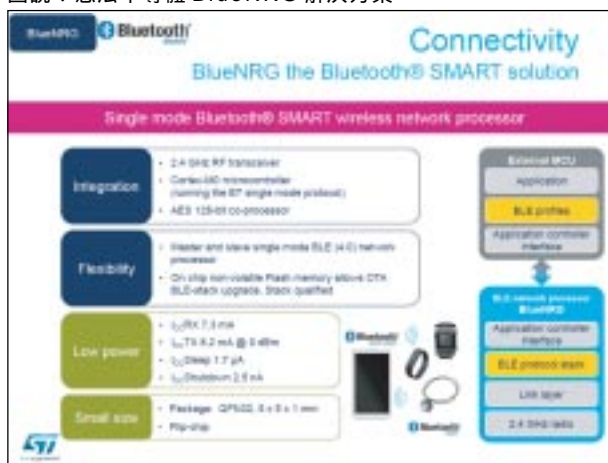 BlueNRG
Bluetooth
SMART
Connectivity
BlueNRG the Bluetooth® SMART solution
Single mode Bluetooth® SMART wireless network processor
Integration
• 2.4 GHz RF transceiver
• Cortex-M0 microcontroller
(running the BT single mode protocol)
• AES 128-bit co-processor
Flexibility
• Master and slave single mode BLE (4.0) network
processor
• On chip non-volatile Flash memory allows OTA
BLE-stack upgrade. Stack qualified
Low power
• RX 7.3 mA
• TX 8.2 mA @ 0 dBm
• Sleep 1.7 µA
• Shutdown
Small size
• Package: QFN32, 5 x 5 x 1 mm
• Flip-chip
External MCU
Application
BLE profiles
Application controller
interface
BLE network processor
BlueNRG
Application controller
interface
BLE protocol stack
Link layer
2.4 GHz radio
Bluetooth
Bluetooth
ST